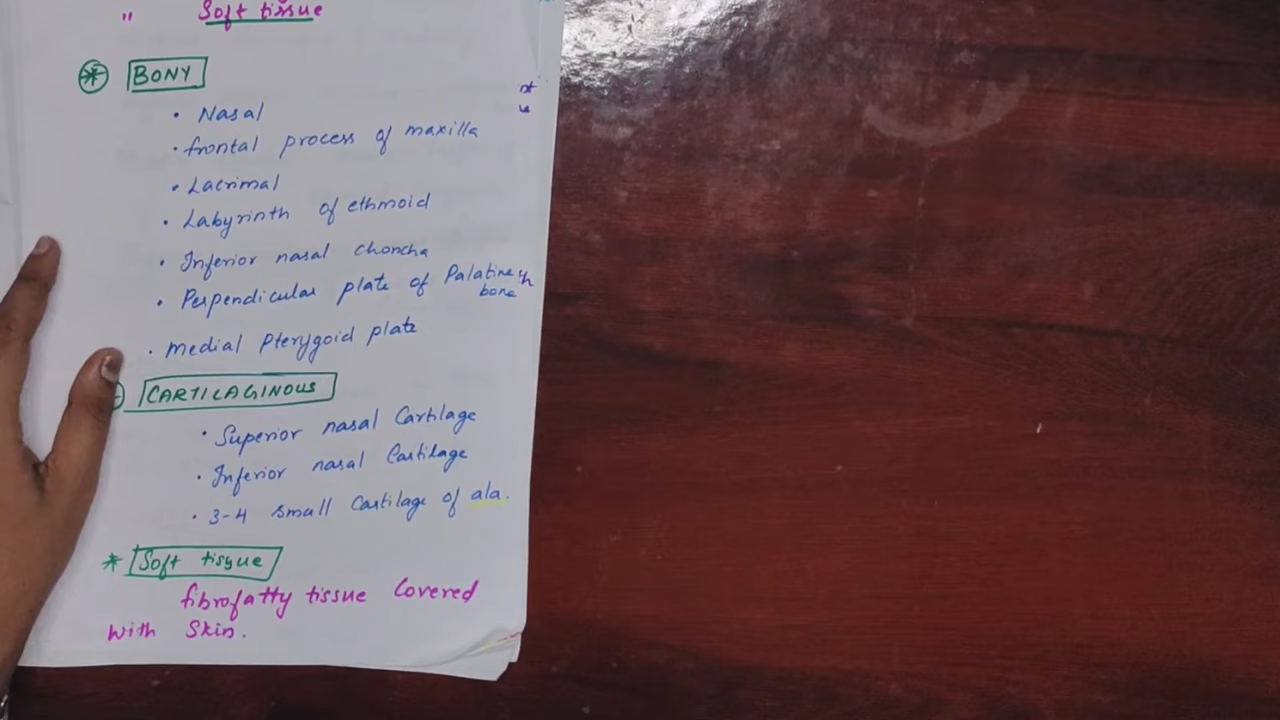 " Soft tissue
* BONY
• Nasal
• frontal process of maxilla
• Lacrimal
• Labyrinth of ethmoid
• Inferior nasal choncha
• Perpendicular plate of Palatine
bone
• Medial Pterygoid plate
CARTILAGINOUS
• Superior nasal Cartilage
• Inferior nasal Cartilage
• 3-4 small Cartilage of ala.
* Soft tissue
fibrofatty tissue Covered
With Skin.